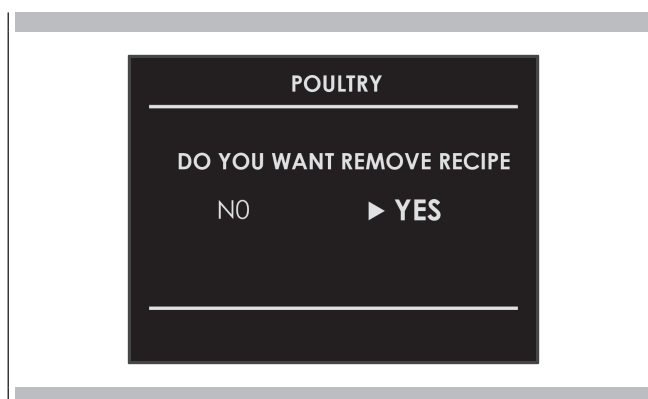 POULTRY
DO YOU WANT REMOVE RECIPE
N0 ▶ YES